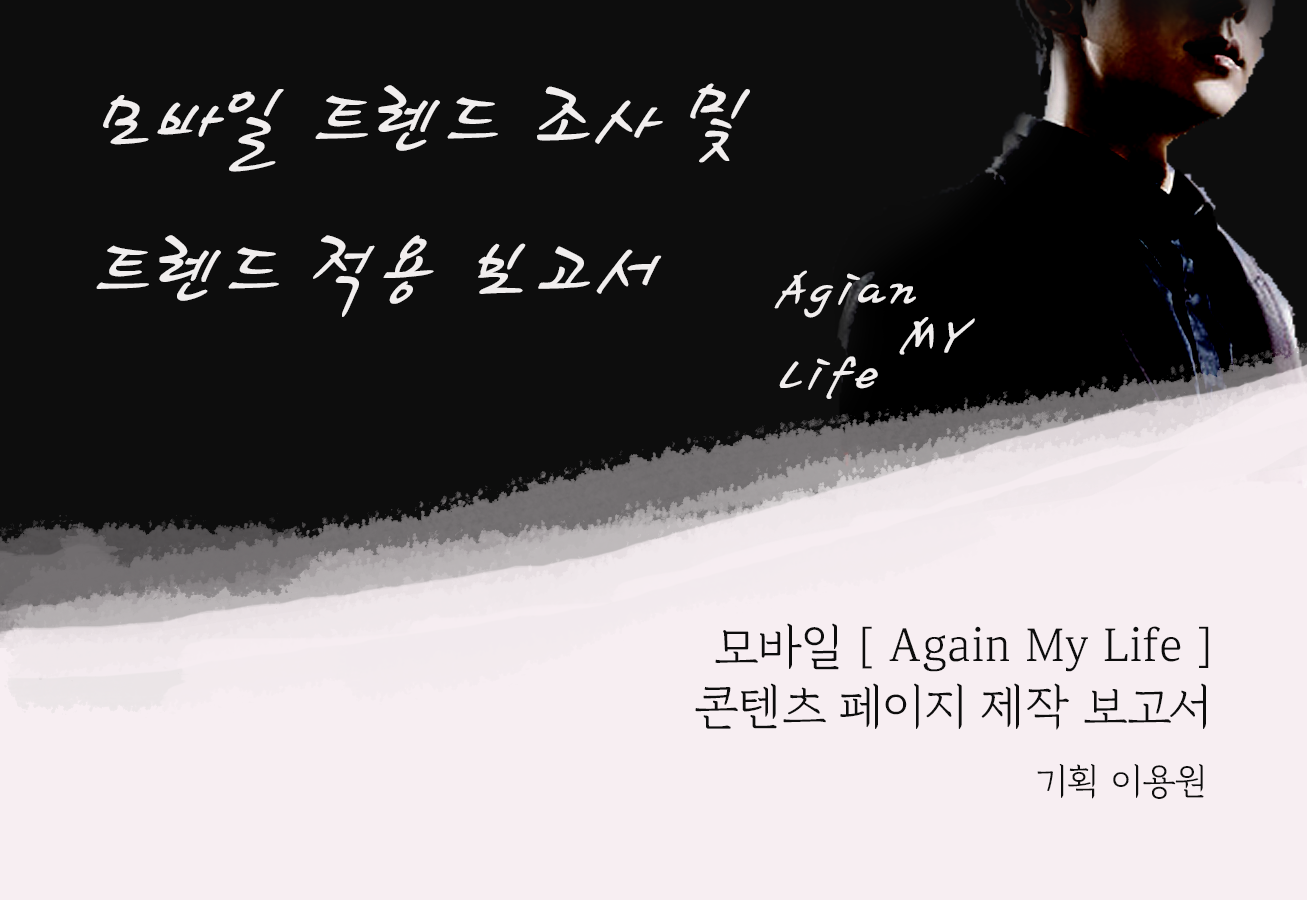 모바일 트렌드 조사 및
트렌드 적용 보고서
Agian
MY
Life
모바일 [ Again My Life ]
콘텐츠 페이지 제작 보고서
기획 이용원